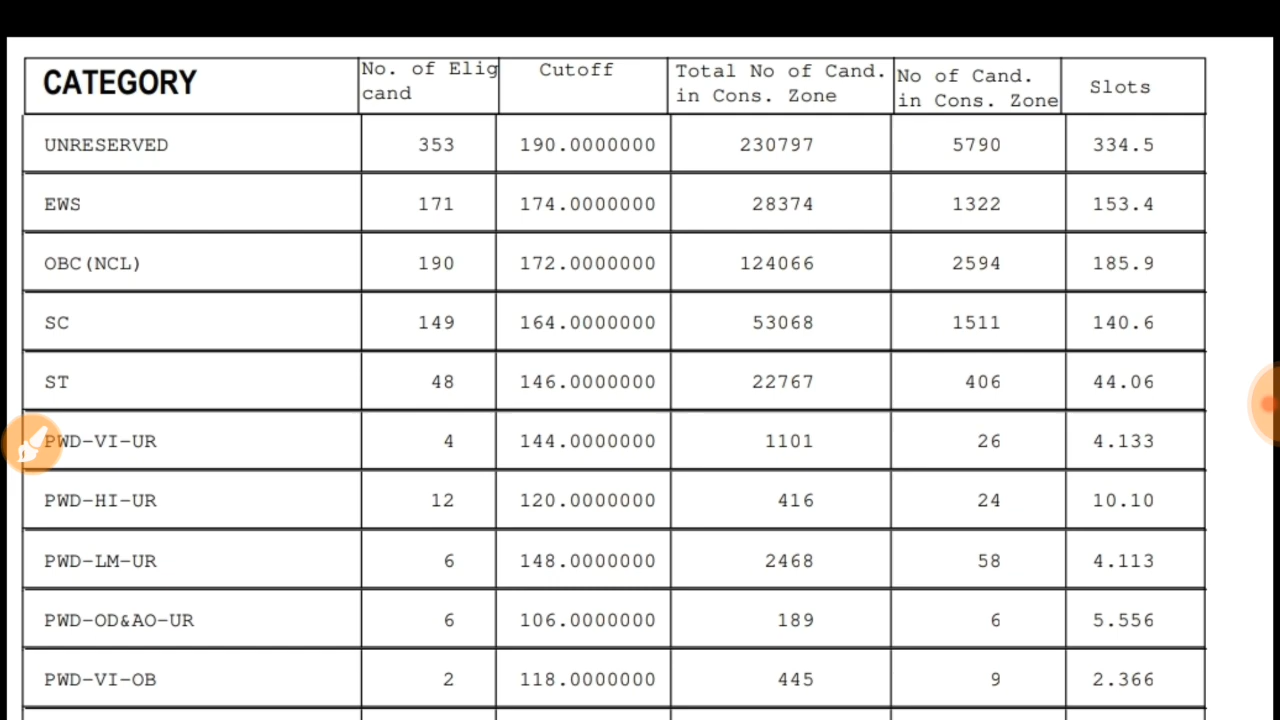 CATEGORY No. of Elig cand Cutoff Total No of Cand. in Cons. Zone No of Cand. in Cons. Zone Slots
UNRESERVED 353 190.0000000 230797 5790 334.5
EWS 171 174.0000000 28374 1322 153.4
OBC(NCL) 190 172.0000000 124066 2594 185.9
SC 149 164.0000000 53068 1511 140.6
ST 48 146.0000000 22767 406 44.06
PWD-VI-UR 4 144.0000000 1101 26 4.133
PWD-HI-UR 12 120.0000000 416 24 10.10
PWD-LM-UR 6 148.0000000 2468 58 4.113
PWD-OD&AO-UR 6 106.0000000 189 6 5.556
PWD-VI-OB 2 118.0000000 445 9 2.366